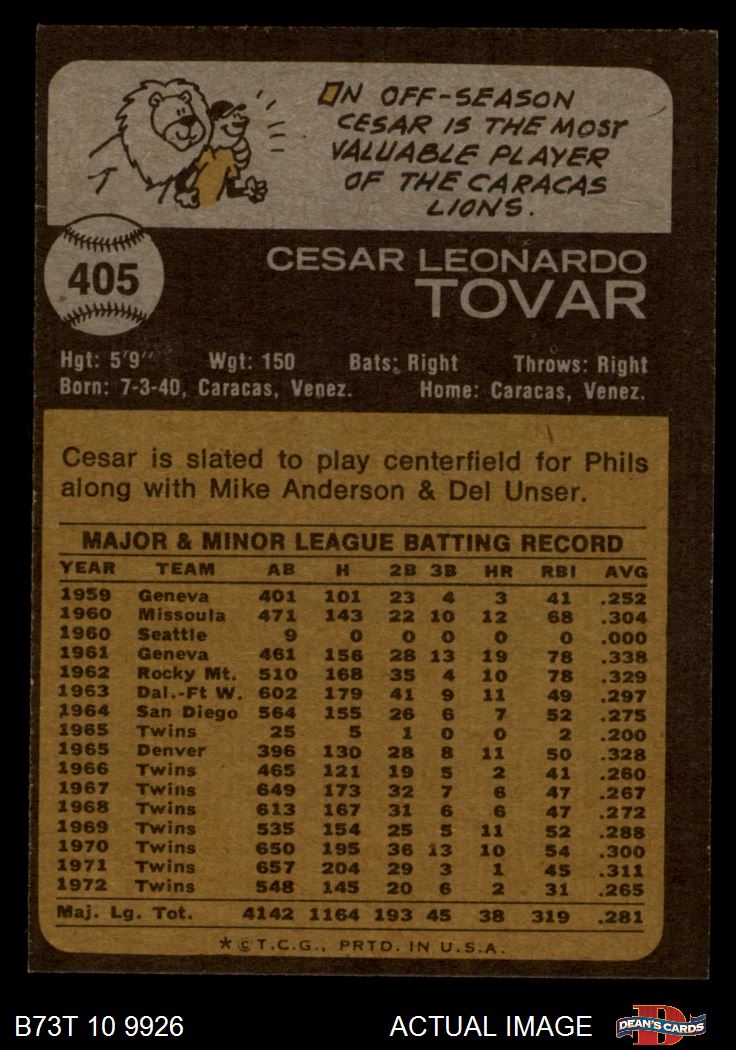 ON OFF-SEASON
CESAR IS THE MOST
VALUABLE PLAYER
OF THE CARACAS
LIONS.
405
CESAR LEONARDO
TOVAR
Hgt: 5'9" Wgt: 150 Bats: Right Throws: Right
Born: 7-3-40, Caracas, Venez. Home: Caracas, Venez.
Cesar is slated to play centerfield for Phils
along with Mike Anderson & Del Unser.
MAJOR & MINOR LEAGUE BATTING RECORD
YEAR TEAM AB H 2B 3B HR RBI AVG
1959 Geneva 401 101 23 4 3 41 .252
1960 Missoula 471 143 22 10 12 68 .304
1960 Seattle 9 0 0 0 0 0 .000
1961 Geneva 461 156 28 13 19 78 .338
1962 Rocky Mt. 510 168 35 4 10 78 .329
1963 Dal.-Ft W. 602 179 41 9 11 49 .297
1964 San Diego 564 155 26 6 7 52 .275
1965 Twins 25 5 1 0 0 2 .200
1965 Denver 396 130 28 8 11 50 .328
1966 Twins 465 121 19 5 2 41 .260
1967 Twins 649 173 32 7 6 47 .267
1968 Twins 613 167 31 6 6 47 .272
1969 Twins 535 154 25 5 11 52 .288
1970 Twins 650 195 36 13 10 54 .300
1971 Twins 657 204 29 3 1 45 .311
1972 Twins 548 145 20 6 2 31 .265
Maj. Lg. Tot. 4142 1164 193 45 38 319 .281
*© T.C.G., PRTD. IN U.S.A.
B73T 10 9926 ACTUAL IMAGE D DEAN'S CARDS